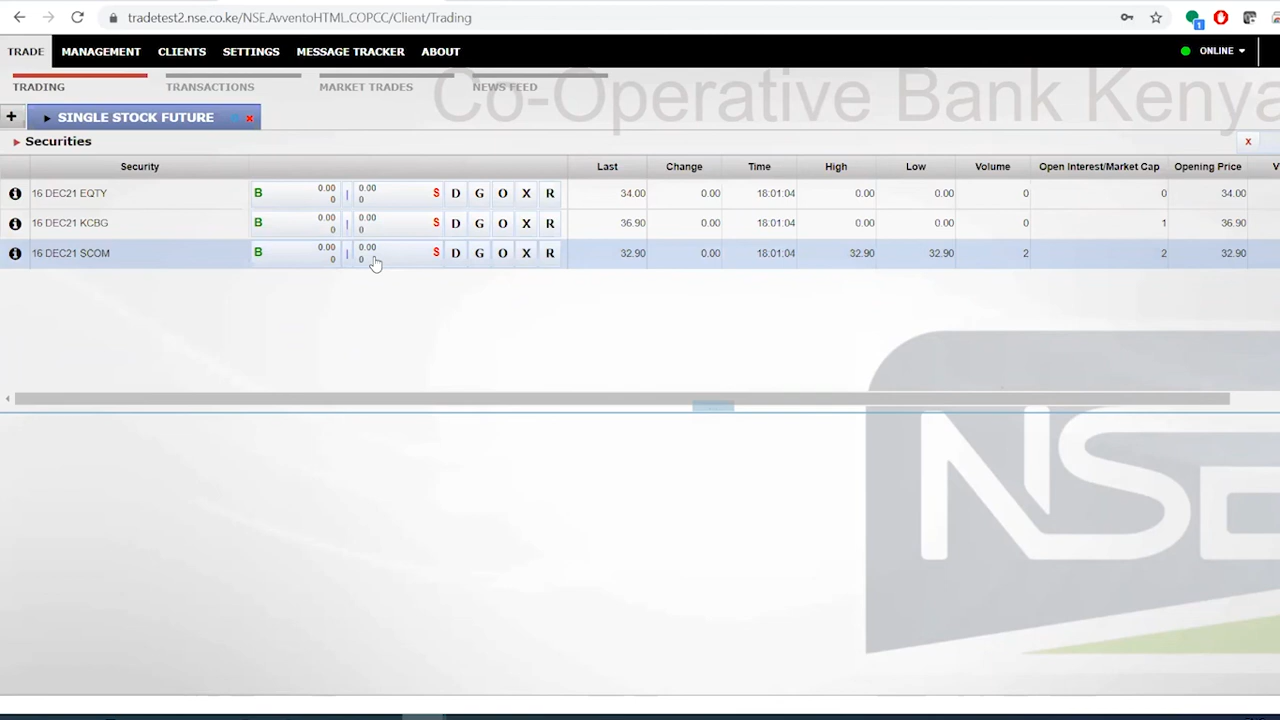 tradetest2.nse.co.ke/NSE.AvventoHTML.COPCC/Client/Trading
1
TRADE MANAGEMENT CLIENTS SETTINGS MESSAGE TRACKER ABOUT ONLINE
TRADING TRANSACTIONS MARKET TRADES NEWS FEED
Co-Operative Bank Kenya
+ SINGLE STOCK FUTURE x
Securities x
Security Last Change Time High Low Volume Open Interest/Market Cap Opening Price V
16 DEC21 EQTY B 0.00 0 | 0.00 0 S D G O X R 34.00 0.00 18:01:04 0.00 0.00 0 0 34.00
16 DEC21 KCBG B 0.00 0 | 0.00 0 S D G O X R 36.90 0.00 18:01:04 0.00 0.00 0 1 36.90
16 DEC21 SCOM B 0.00 0 | 0.00 0 S D G O X R 32.90 0.00 18:01:04 32.90 32.90 2 2 32.90
NSE